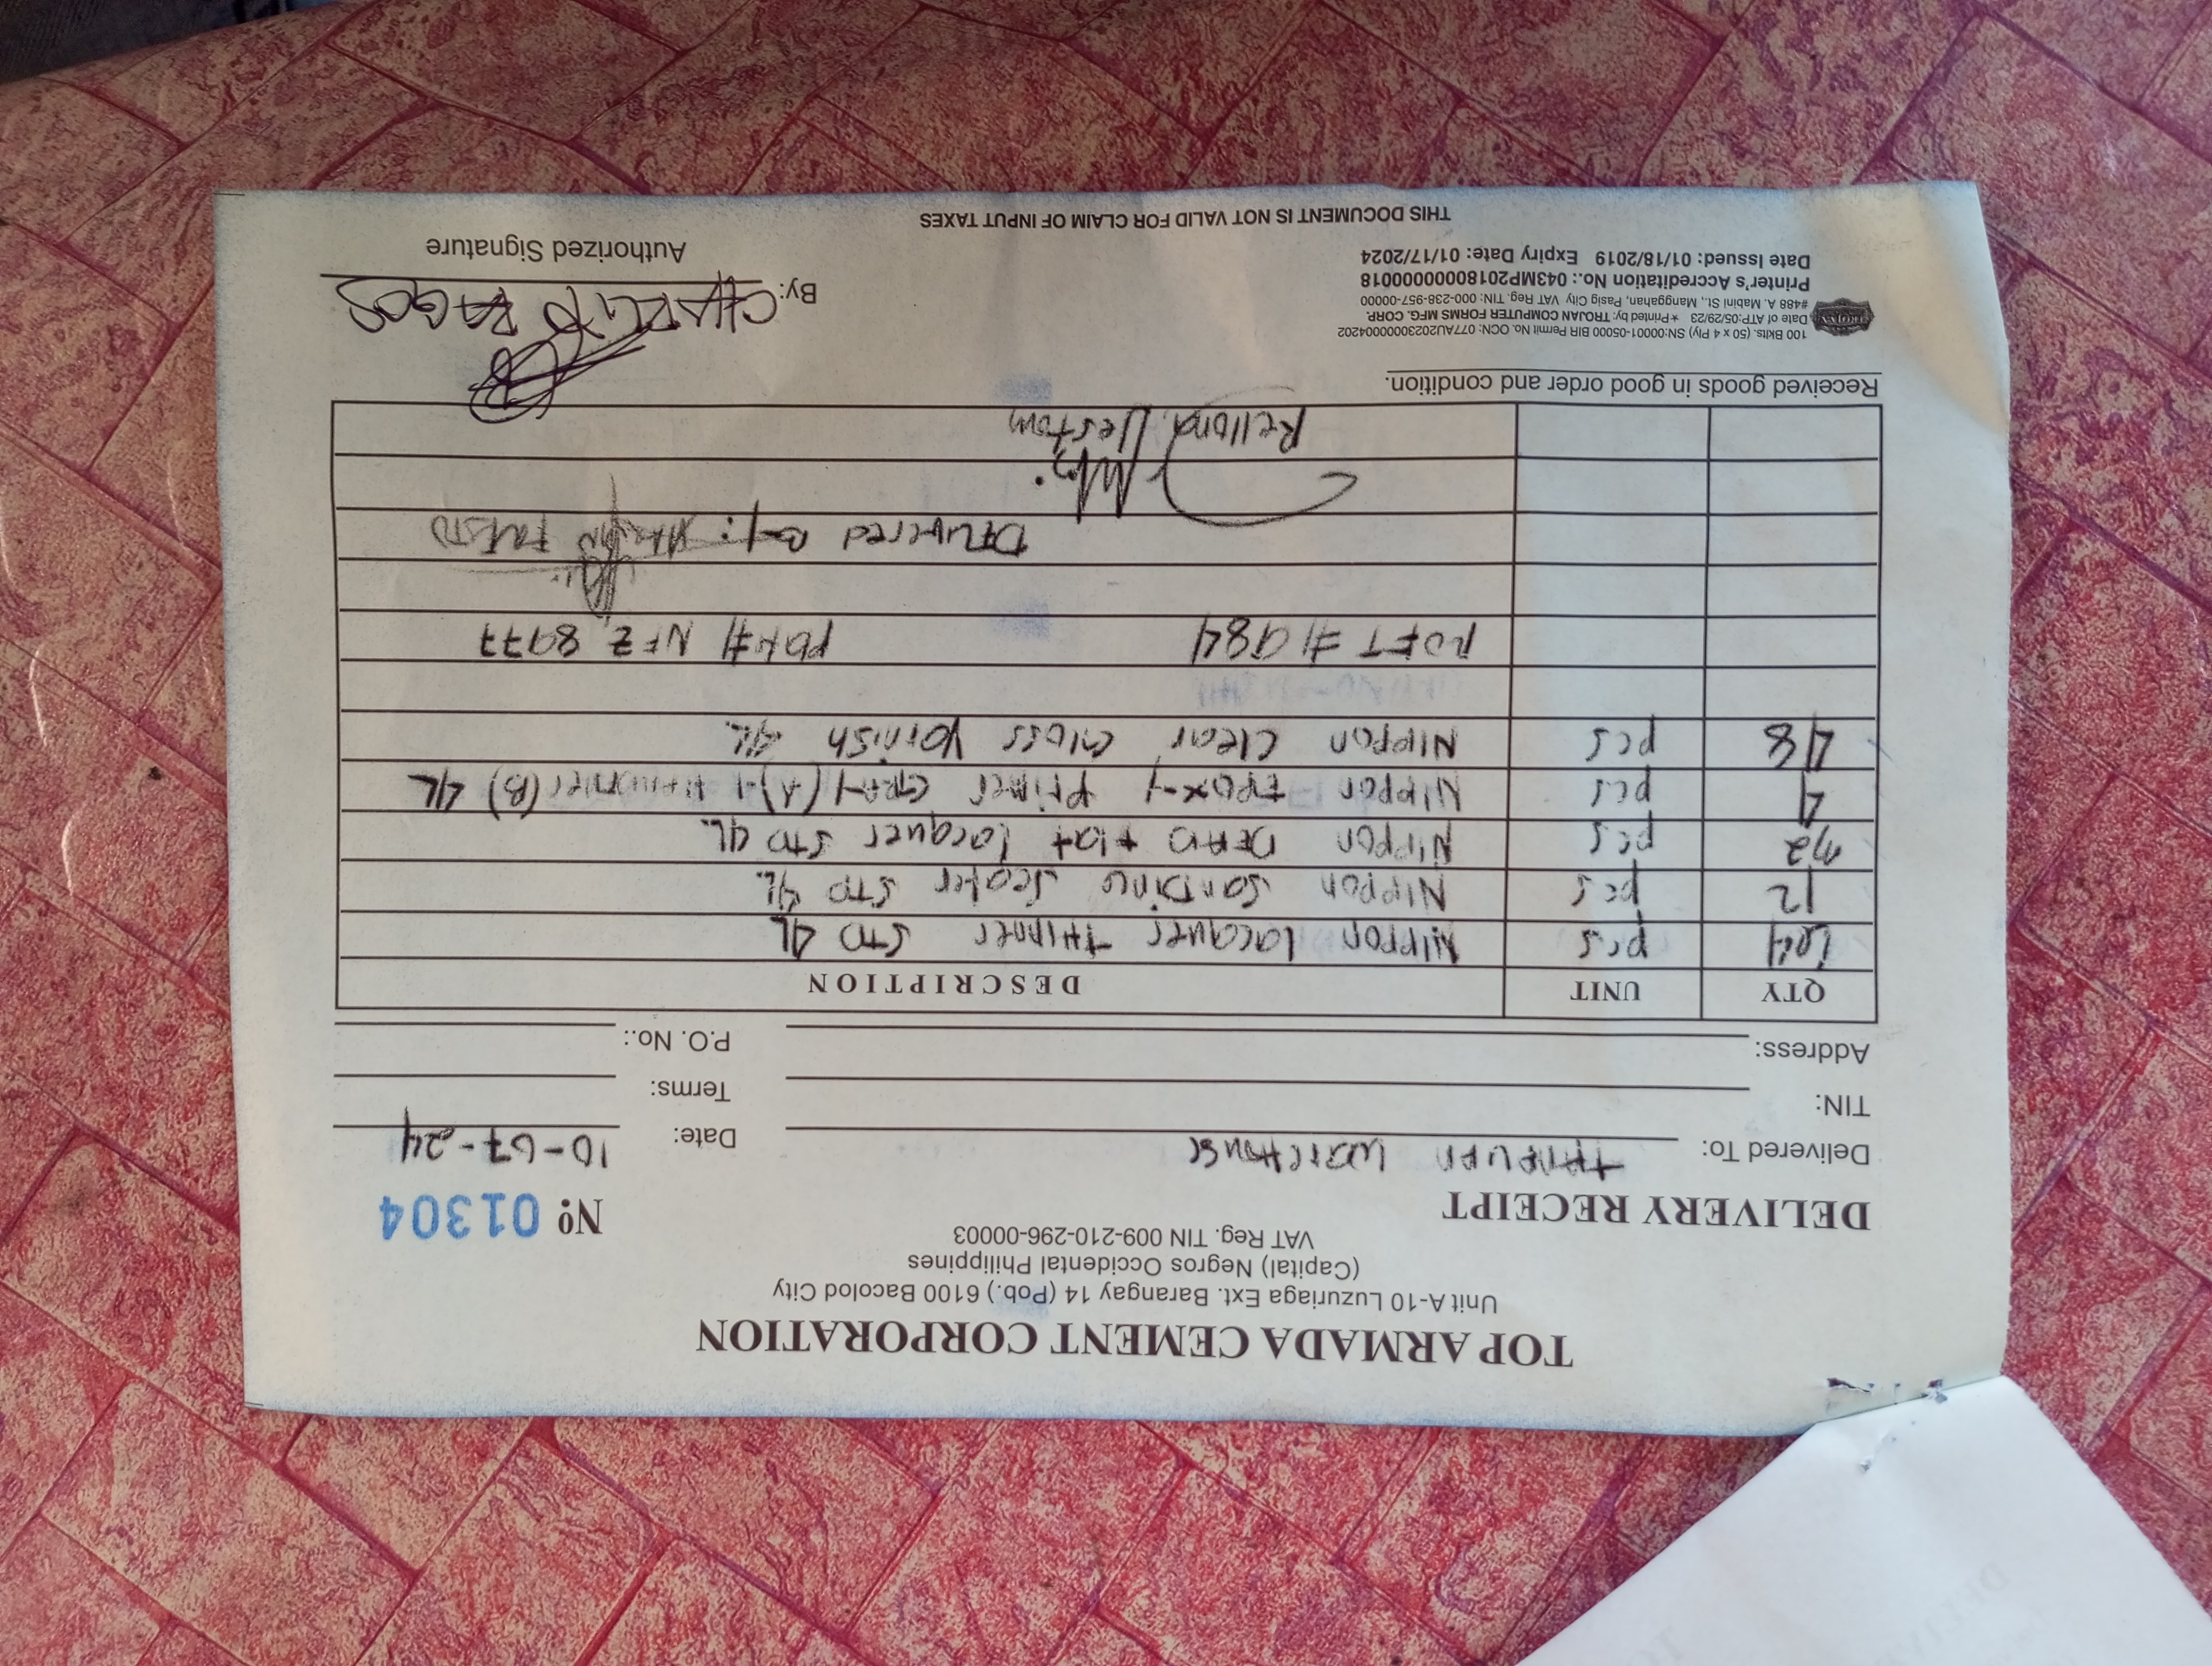 TOP ARMADA CEMENT CORPORATION
Unit A-10 Luzuriaga Ext. Barangay 14 (Pob.) 6100 Bacolod City
(Capital) Negros Occidental Philippines
VAT Reg. TIN 009-210-296-00003
DELIVERY RECEIPT
Nº 01304
Delivered To: WareHouse
Date: 10-07-24
TIN:
Terms:
Address:
P.O. No.:
QTY UNIT DESCRIPTION
pcs NIPPON Lacquer THINNER STD 4L
12 pcs NIPPON SanDing Sealer STD 4L
72 pcs NIPPON DEAD flat Lacquer STD 4L
4 pcs NIPPON EPOXY Primer GRAY (A) (B) 4L
48 pcs NIPPON Clear Gloss Varnish 4L
# 984 # NFZ 8977
DELIVERED BY:
Received goods in good order and condition.
100 Bklts. (50 x 4 Ply) SN:00001-05000 BIR Permit No. OCN: 077AU20230000004202
Date of ATP:05/29/23 ★ Printed by: TROJAN COMPUTER FORMS MFG. CORP.
#488 A. Mabini St., Manggahan, Pasig City VAT Reg. TIN: 000-238-957-00000
Printer's Accreditation No.: 043MP20180000000018
Date Issued: 01/18/2019 Expiry Date: 01/17/2024
TROJAN
By:
Authorized Signature
THIS DOCUMENT IS NOT VALID FOR CLAIM OF INPUT TAXES